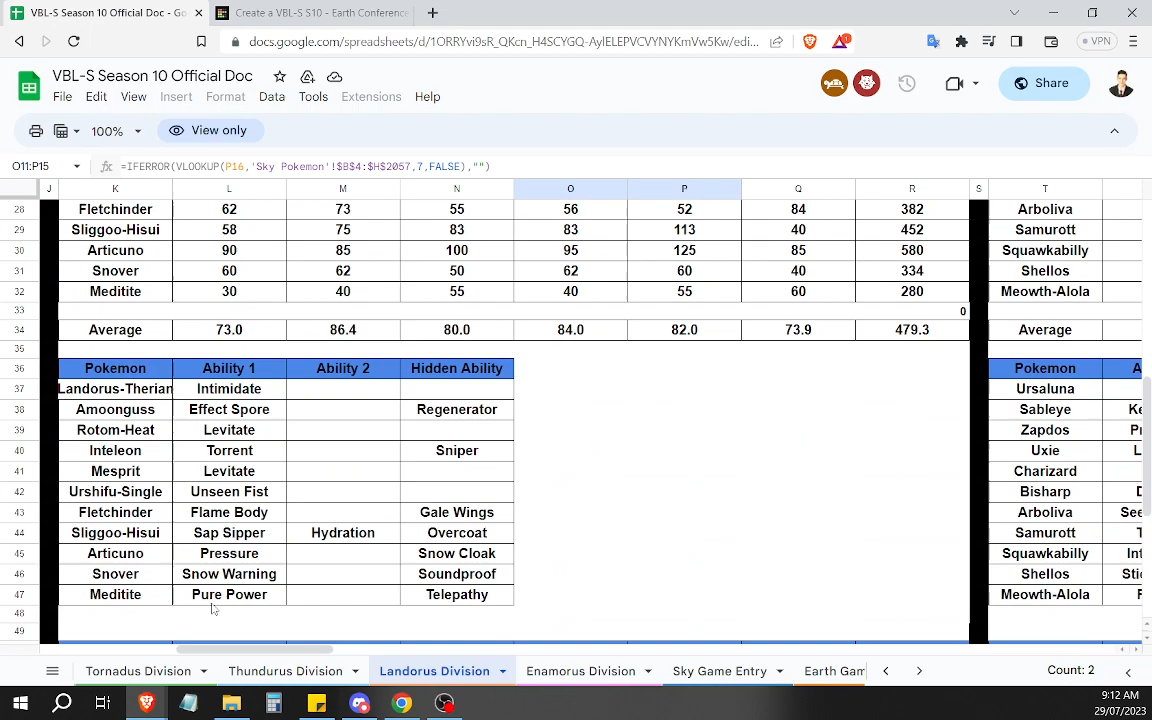 VBL-S Season 10 Official Doc - Go
Create a VBL-S S10 - Earth Conference
docs.google.com/spreadsheets/d/1ORRYvi9sR_QKcn_H4SCYGQ-AylELEPVCVYNYKmVw5Kw/edi...
VPN
VBL-S Season 10 Official Doc
File Edit View Insert Format Data Tools Extensions Help
Share
100% View only
O11:P15 fx =IFERROR(VLOOKUP(P16,'Sky Pokemon'!$B$4:$H$2057,7,FALSE),"")
J K L M N O P Q R S T
28 Fletchinder 62 73 55 56 52 84 382 Arboliva
29 Sliggoo-Hisui 58 75 83 83 113 40 452 Samurott
30 Articuno 90 85 100 95 125 85 580 Squawkabilly
31 Snover 60 62 50 62 60 40 334 Shellos
32 Meditite 30 40 55 40 55 60 280 Meowth-Alola
33 0
34 Average 73.0 86.4 80.0 84.0 82.0 73.9 479.3 Average
35
36 Pokemon Ability 1 Ability 2 Hidden Ability Pokemon A
37 Landorus-Therian Intimidate Ursaluna
38 Amoonguss Effect Spore Regenerator Sableye Ke
39 Rotom-Heat Levitate Zapdos Pr
40 Inteleon Torrent Sniper Uxie L
41 Mesprit Levitate Charizard
42 Urshifu-Single Unseen Fist Bisharp D
43 Fletchinder Flame Body Gale Wings Arboliva See
44 Sliggoo-Hisui Sap Sipper Hydration Overcoat Samurott T
45 Articuno Pressure Snow Cloak Squawkabilly Int
46 Snover Snow Warning Soundproof Shellos Stic
47 Meditite Pure Power Telepathy Meowth-Alola F
48
49
Tornadus Division Thundurus Division Landorus Division Enamorus Division Sky Game Entry Earth Gam Count: 2
9:12 AM
29/07/2023